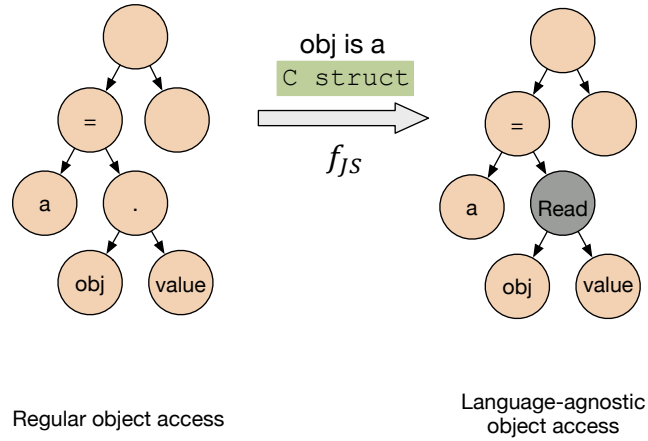 obj is a
C struct
f_JS
=
a
.
obj
value
=
a
Read
obj
value
Regular object access
Language-agnostic
object access